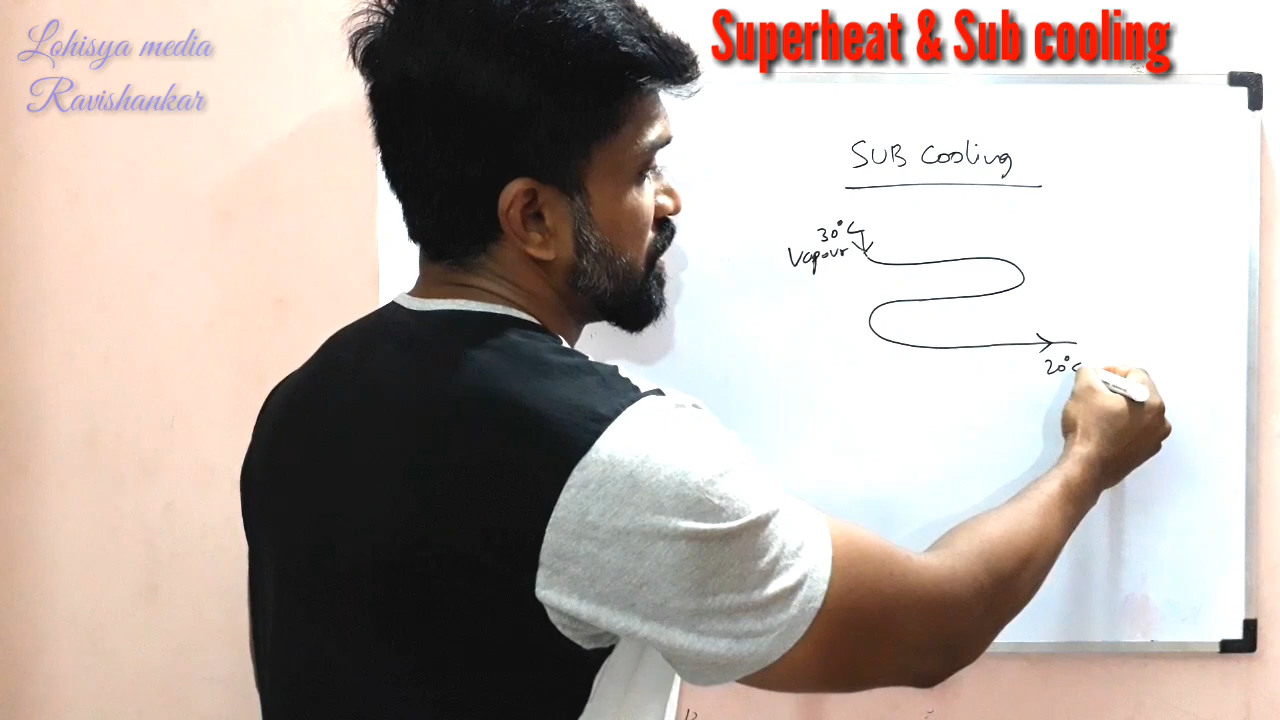 Lohisya media
Ravishankar
Superheat & Sub cooling
SUB Cooling
30°C
Vapour
20°C